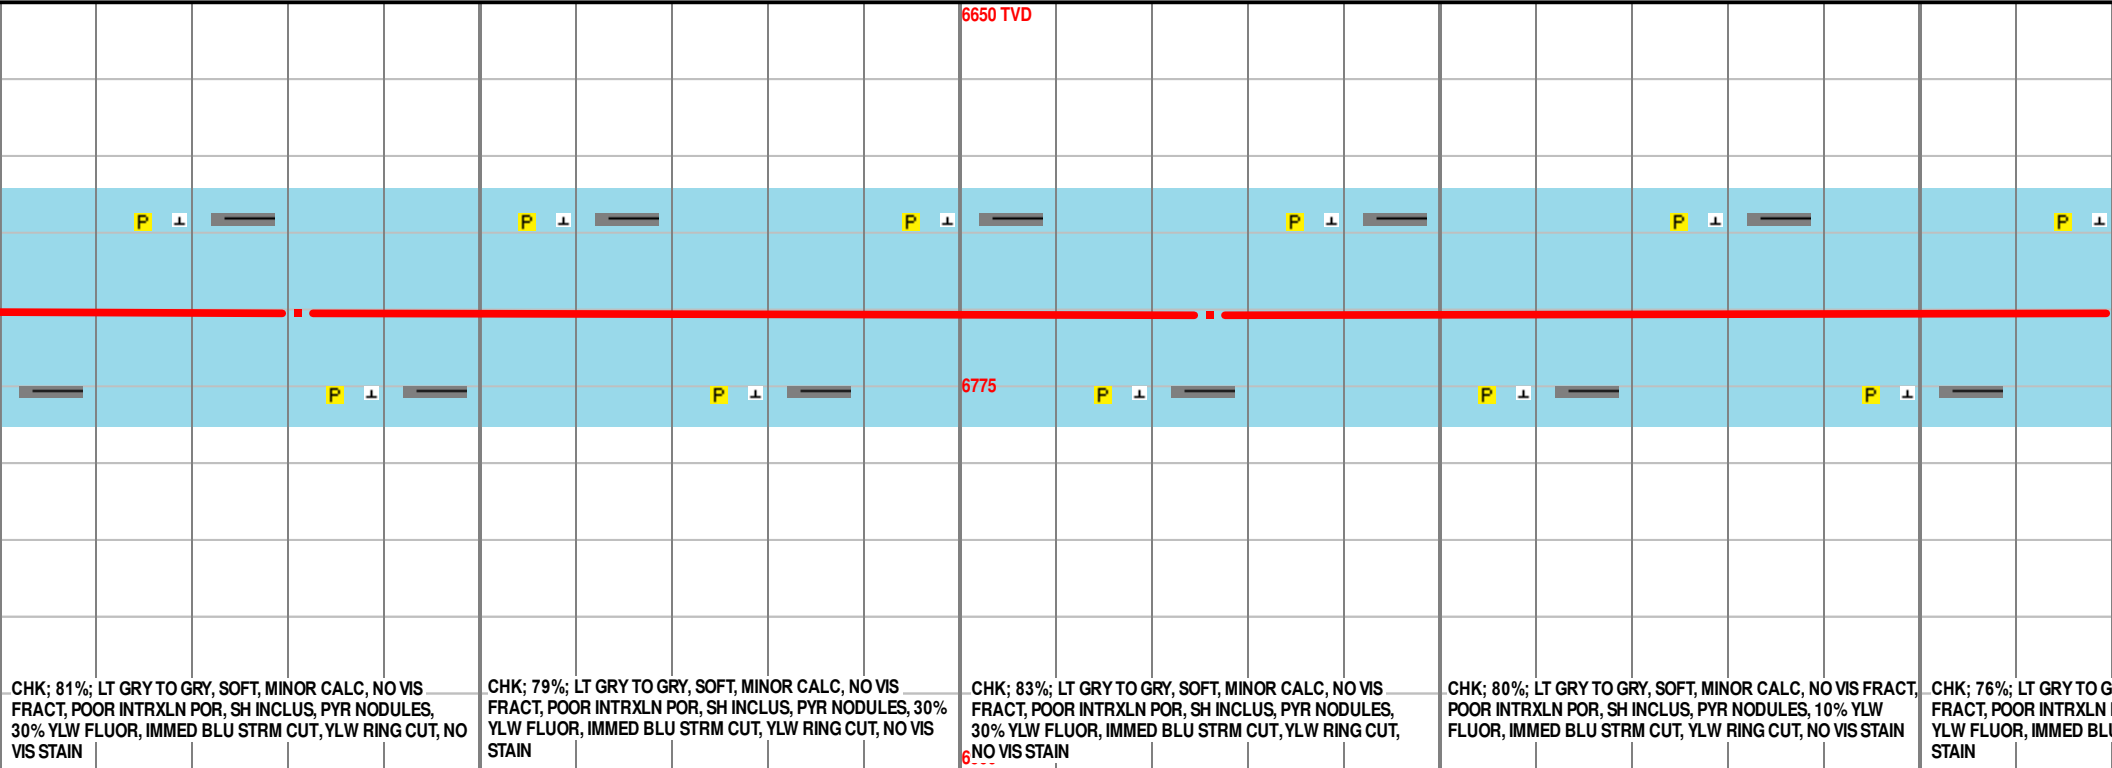 6650 TVD
P P P P P P
6775
P P P P P
CHK; 81%; LT GRY TO GRY, SOFT, MINOR CALC, NO VIS
FRACT, POOR INTRXLN POR, SH INCLUS, PYR NODULES,
30% YLW FLUOR, IMMED BLU STRM CUT, YLW RING CUT, NO
VIS STAIN
CHK; 79%; LT GRY TO GRY, SOFT, MINOR CALC, NO VIS
FRACT, POOR INTRXLN POR, SH INCLUS, PYR NODULES, 30%
YLW FLUOR, IMMED BLU STRM CUT, YLW RING CUT, NO VIS
STAIN
CHK; 83%; LT GRY TO GRY, SOFT, MINOR CALC, NO VIS
FRACT, POOR INTRXLN POR, SH INCLUS, PYR NODULES,
30% YLW FLUOR, IMMED BLU STRM CUT, YLW RING CUT,
NO VIS STAIN
CHK; 80%; LT GRY TO GRY, SOFT, MINOR CALC, NO VIS FRACT,
POOR INTRXLN POR, SH INCLUS, PYR NODULES, 10% YLW
FLUOR, IMMED BLU STRM CUT, YLW RING CUT, NO VIS STAIN
CHK; 76%; LT GRY TO G
FRACT, POOR INTRXLN
YLW FLUOR, IMMED BLU
STAIN